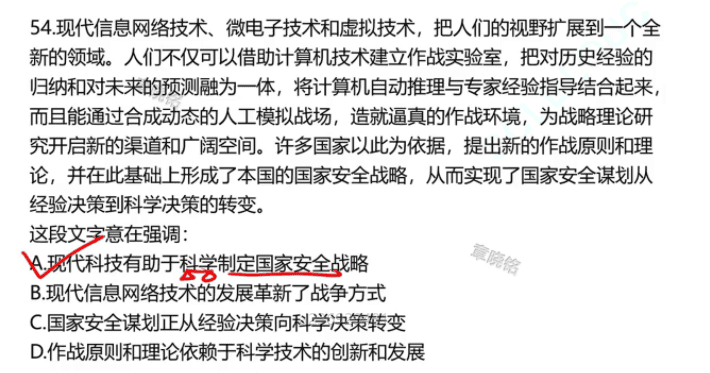 54.现代信息网络技术、微电子技术和虚拟技术，把人们的视野扩展到一个全
新的领域。人们不仅可以借助计算机技术建立作战实验室，把对历史经验的
归纳和对未来的预测融为一体，将计算机自动推理与专家经验指导结合起来，
而且能通过合成动态的人工模拟战场，造就逼真的作战环境，为战略理论研
究开启新的渠道和广阔空间。许多国家以此为依据，提出新的作战原则和理
论，并在此基础上形成了本国的国家安全战略，从而实现了国家安全谋划从
经验决策到科学决策的转变。
这段文字意在强调：
A.现代科技有助于科学制定国家安全战略
B.现代信息网络技术的发展革新了战争方式
C.国家安全谋划正从经验决策向科学决策转变
D.作战原则和理论依赖于科学技术的创新和发展
章晓铭
章晓铭